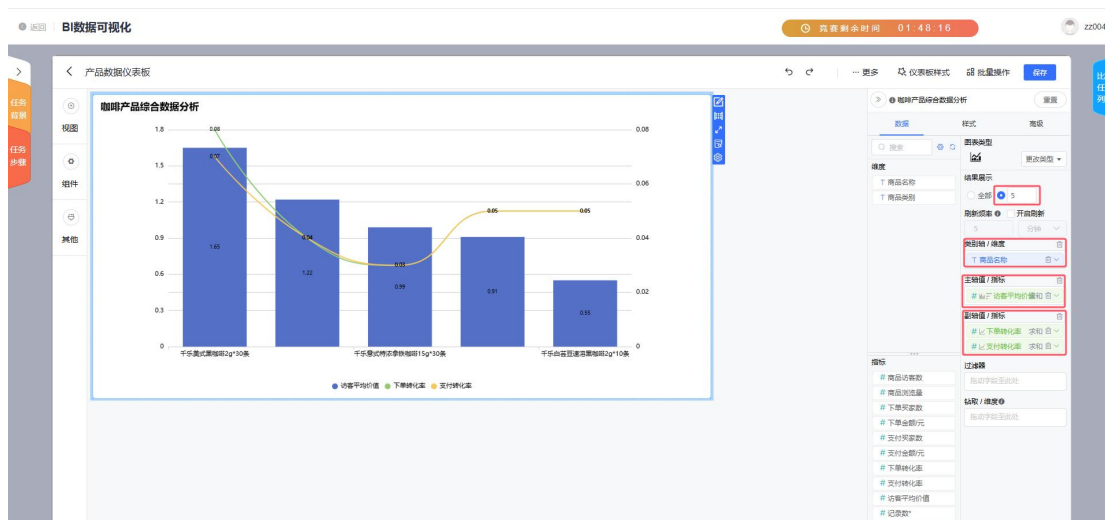 返回 BI数据可视化 竞赛剩余时间 01:48:16 zz004
产品数据仪表板 ··· 更多 仪表板样式 批量操作 保存
任务背景
任务步骤
比
任
列
视图
组件
其他
咖啡产品综合数据分析
1.8
1.5
1.2
0.9
0.6
0.3
0
0.08
0.06
0.04
0.02
0
0.08
0.07
0.04
0.03
0.05
0.05
1.65
1.22
0.99
0.91
0.55
千乐美式黑咖啡2g*30条
千乐意式特浓拿铁咖啡15g*30条
千乐白芸豆速溶黑咖啡2g*10条
访客平均价值 下单转化率 支付转化率
咖啡产品综合数据分析 重置
数据 样式 高级
搜索
维度
T 商品名称
T 商品类别
指标
# 商品访客数
# 商品浏览量
# 下单买家数
# 下单金额/元
# 支付买家数
# 支付金额/元
# 下单转化率
# 支付转化率
# 访客平均价值
# 记录数*
图表类型
更改类型
结果展示
全部 5
刷新频率 开启刷新
5 分钟
类别轴 / 维度
T 商品名称
主轴值 / 指标
# 访客平均价值 求和
副轴值 / 指标
# 下单转化率 求和
# 支付转化率 求和
过滤器
拖动字段至此处
钻取 / 维度
拖动字段至此处